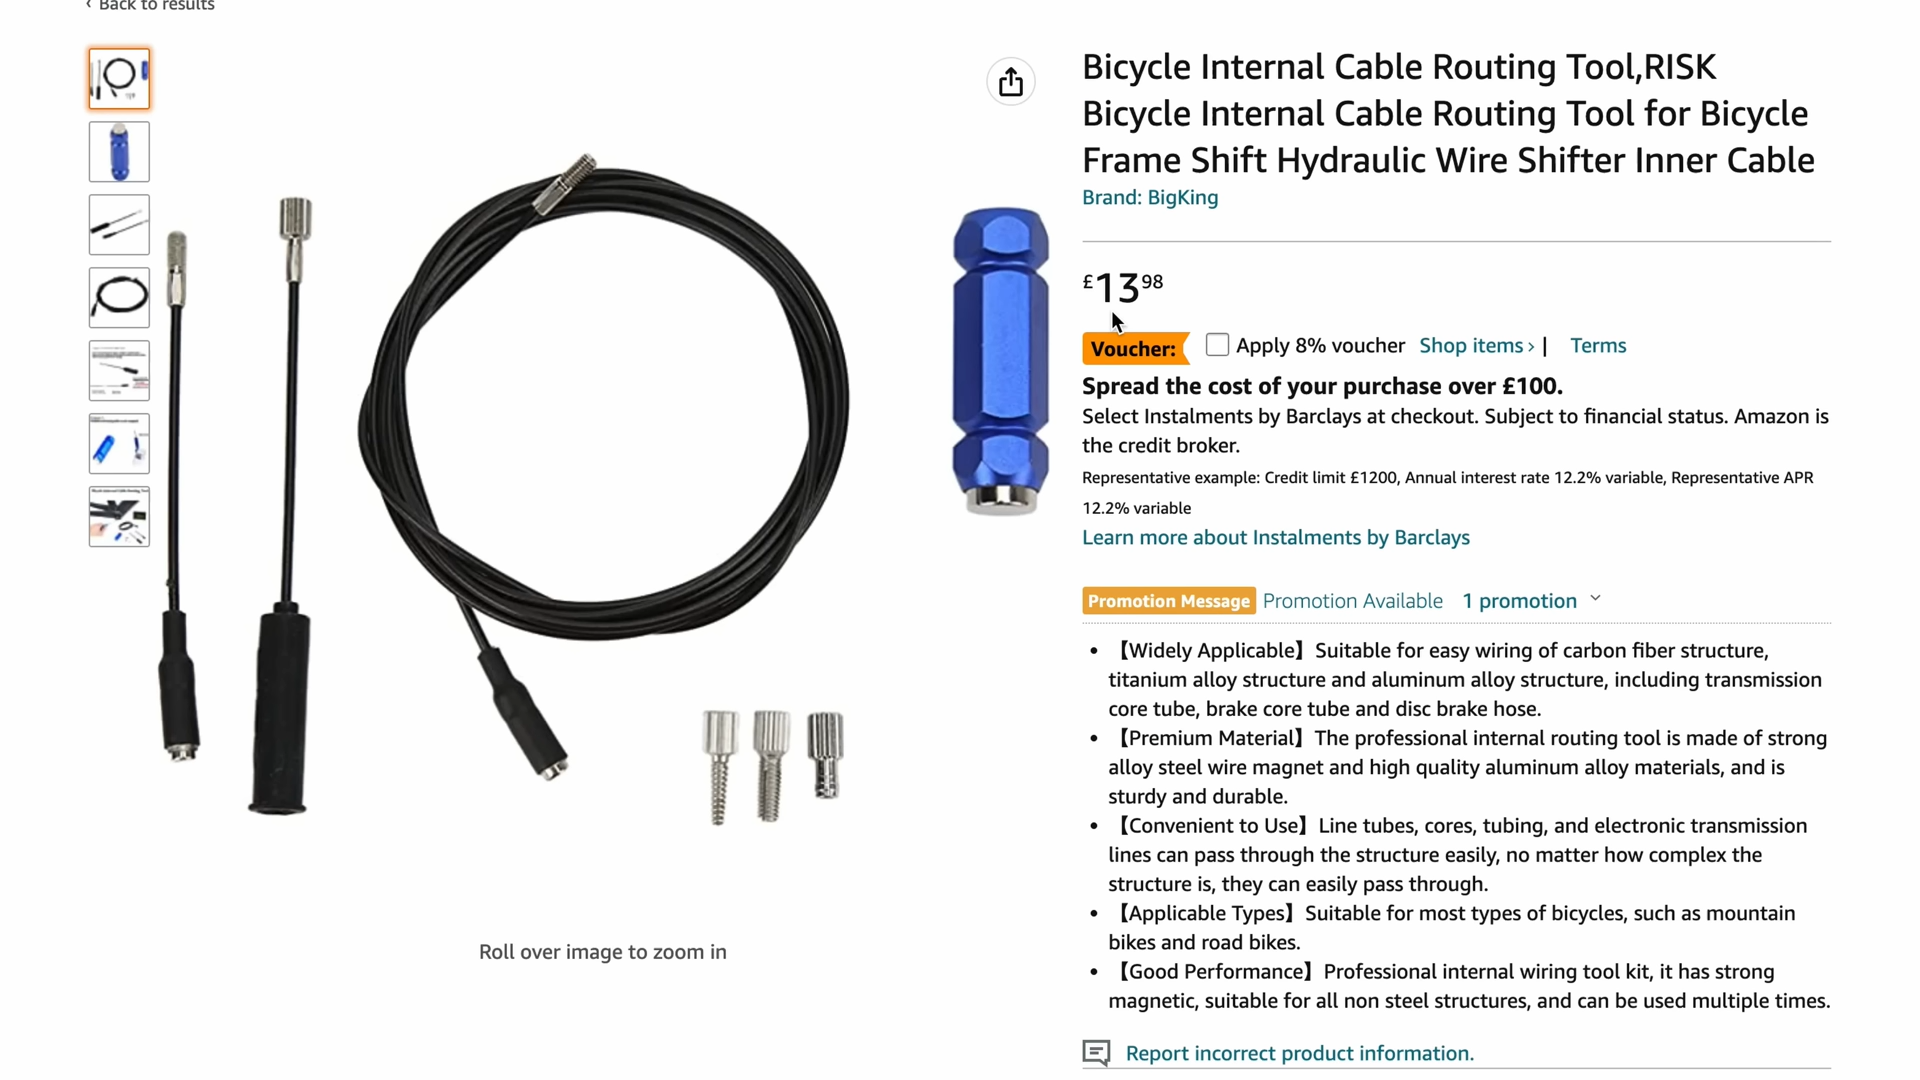 ‹ Back to results
Bicycle Internal Cable Routing Tool,RISK
Bicycle Internal Cable Routing Tool for Bicycle
Frame Shift Hydraulic Wire Shifter Inner Cable
Brand: BigKing
£1398
Voucher: Apply 8% voucher Shop items › | Terms
Spread the cost of your purchase over £100.
Select Instalments by Barclays at checkout. Subject to financial status. Amazon is
the credit broker.
Representative example: Credit limit £1200, Annual interest rate 12.2% variable, Representative APR
12.2% variable
Learn more about Instalments by Barclays
Promotion Message Promotion Available 1 promotion
• 【Widely Applicable】Suitable for easy wiring of carbon fiber structure,
titanium alloy structure and aluminum alloy structure, including transmission
core tube, brake core tube and disc brake hose.
• 【Premium Material】The professional internal routing tool is made of strong
alloy steel wire magnet and high quality aluminum alloy materials, and is
sturdy and durable.
• 【Convenient to Use】Line tubes, cores, tubing, and electronic transmission
lines can pass through the structure easily, no matter how complex the
structure is, they can easily pass through.
• 【Applicable Types】Suitable for most types of bicycles, such as mountain
bikes and road bikes.
• 【Good Performance】Professional internal wiring tool kit, it has strong
magnetic, suitable for all non steel structures, and can be used multiple times.
Report incorrect product information.
Roll over image to zoom in